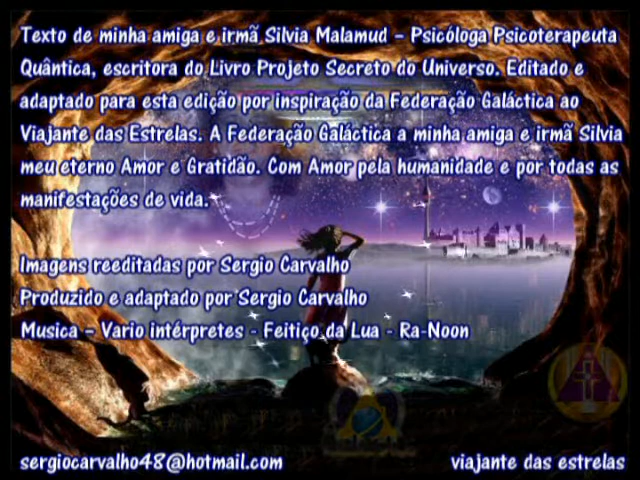 Texto de minha amiga e irmã Silvia Malamud – Psicóloga Psicoterapeuta
Quântica, escritora do Livro Projeto Secreto do Universo. Editado e
adaptado para esta edição por inspiração da Federação Galáctica ao
Viajante das Estrelas. A Federação Galáctica a minha amiga e irmã Silvia
meu eterno Amor e Gratidão. Com Amor pela humanidade e por todas as
manifestações de vida.
Imagens reeditadas por Sergio Carvalho
Produzido e adaptado por Sergio Carvalho
Musica – Vario intérpretes - Feitiço da Lua - Ra-Noon
sergiocarvalho48@hotmail.com
viajante das estrelas